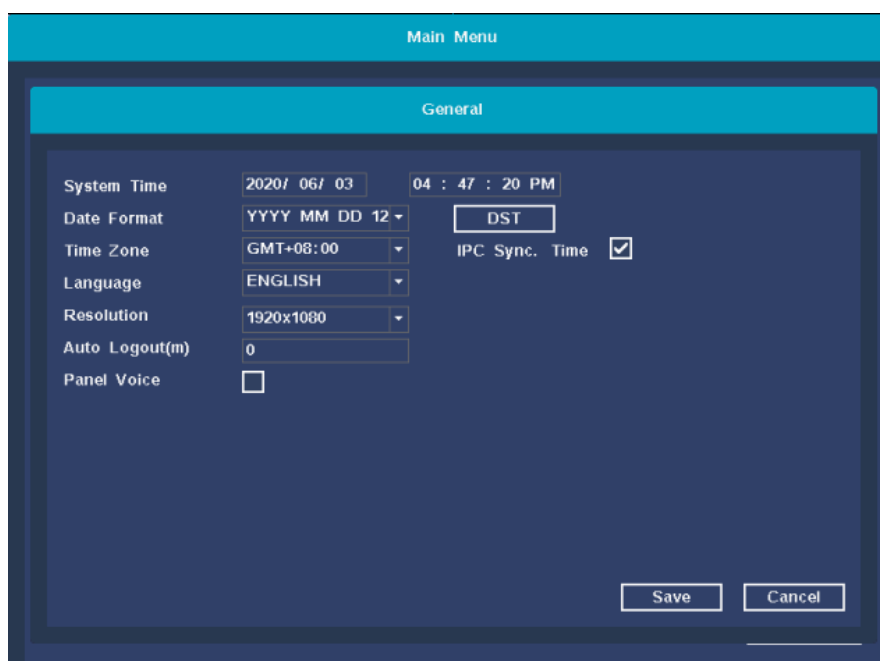 Main Menu
General
System Time 2020/ 06/ 03 04 : 47 : 20 PM
Date Format YYYY MM DD 12 DST
Time Zone GMT+08:00 IPC Sync. Time
Language ENGLISH
Resolution 1920x1080
Auto Logout(m) 0
Panel Voice
Save Cancel